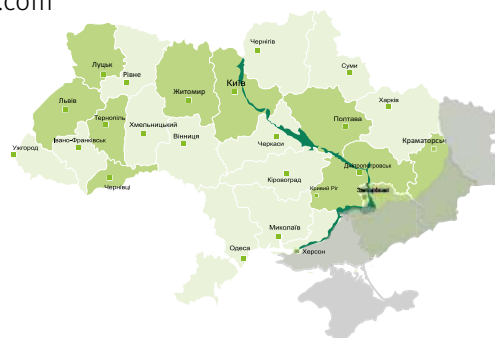 .com
Чернігів
Луцьк
Рівне
Суми
Київ
Житомир
Львів
Харків
Тернопіль
Хмельницький
Полтава
Вінниця
Черкаси
Краматорськ
Ужгород
Івано-Франківськ
Дніпропетровськ
Кіровоград
Чернівці
Кривий Ріг
Миколаїв
Одеса
Херсон